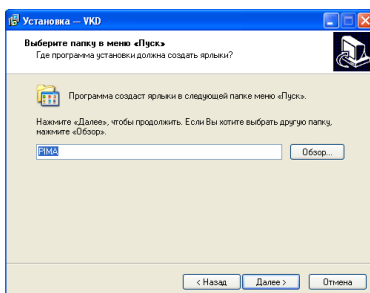 Установка — VKD
Выберите папку в меню «Пуск»
Где программа установки должна создать ярлыки?
Программа создаст ярлыки в следующей папке меню «Пуск».
Нажмите «Далее», чтобы продолжить. Если Вы хотите выбрать другую папку,
нажмите «Обзор».
PIMA
Обзор...
< Назад
Далее >
Отмена